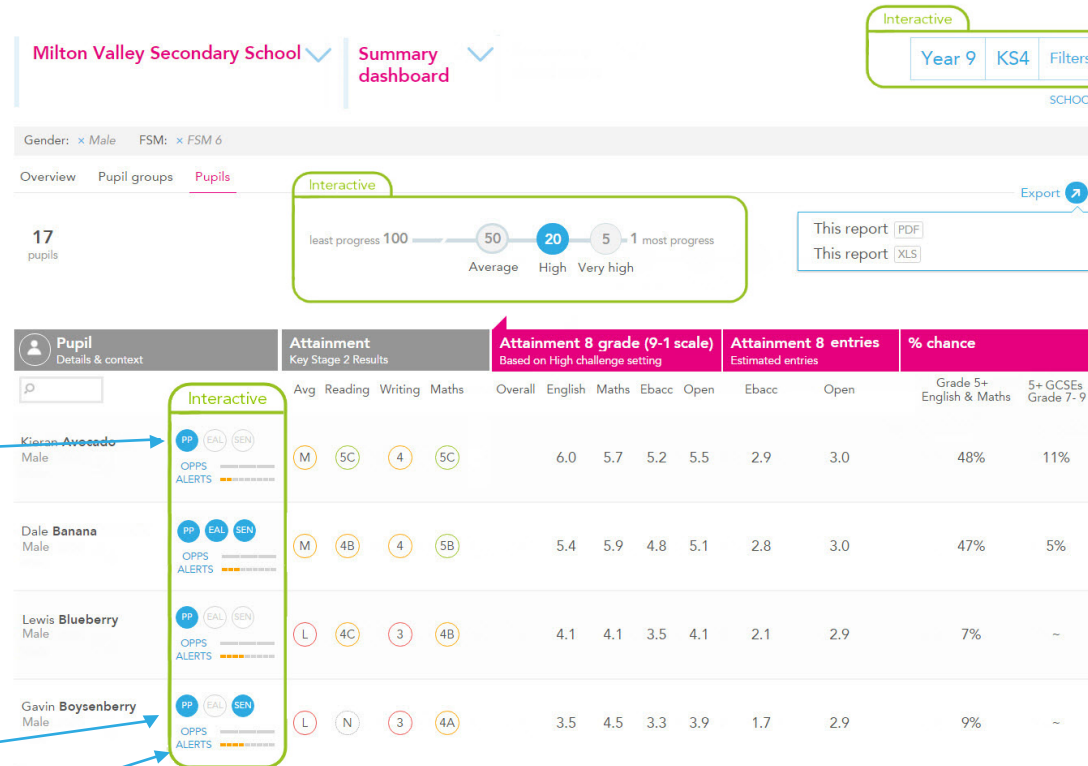 Interactive
Milton Valley Secondary School
Summary
dashboard
Year 9 KS4 Filters
SCHOO
Gender: × Male FSM: × FSM 6
Overview Pupil groups Pupils
Interactive
Export
17
pupils
least progress 100 50 20 5 1 most progress
Average High Very high
This report PDF
This report XLS
Pupil
Details & context
Attainment
Key Stage 2 Results
Attainment 8 grade (9-1 scale)
Based on High challenge setting
Attainment 8 entries
Estimated entries
% chance
Interactive
Avg Reading Writing Maths Overall English Maths Ebacc Open Ebacc Open
Grade 5+
English & Maths
5+ GCSEs
Grade 7- 9
Kieran Avocado
Male
PP EAL SEN
OPPS
ALERTS
M 5C 4 5C 6.0 5.7 5.2 5.5 2.9 3.0 48% 11%
Dale Banana
Male
PP EAL SEN
OPPS
ALERTS
M 4B 4 5B 5.4 5.9 4.8 5.1 2.8 3.0 47% 5%
Lewis Blueberry
Male
PP EAL SEN
OPPS
ALERTS
L 4C 3 4B 4.1 4.1 3.5 4.1 2.1 2.9 7% ~
Gavin Boysenberry
Male
PP EAL SEN
OPPS
ALERTS
L N 3 4A 3.5 4.5 3.3 3.9 1.7 2.9 9% ~